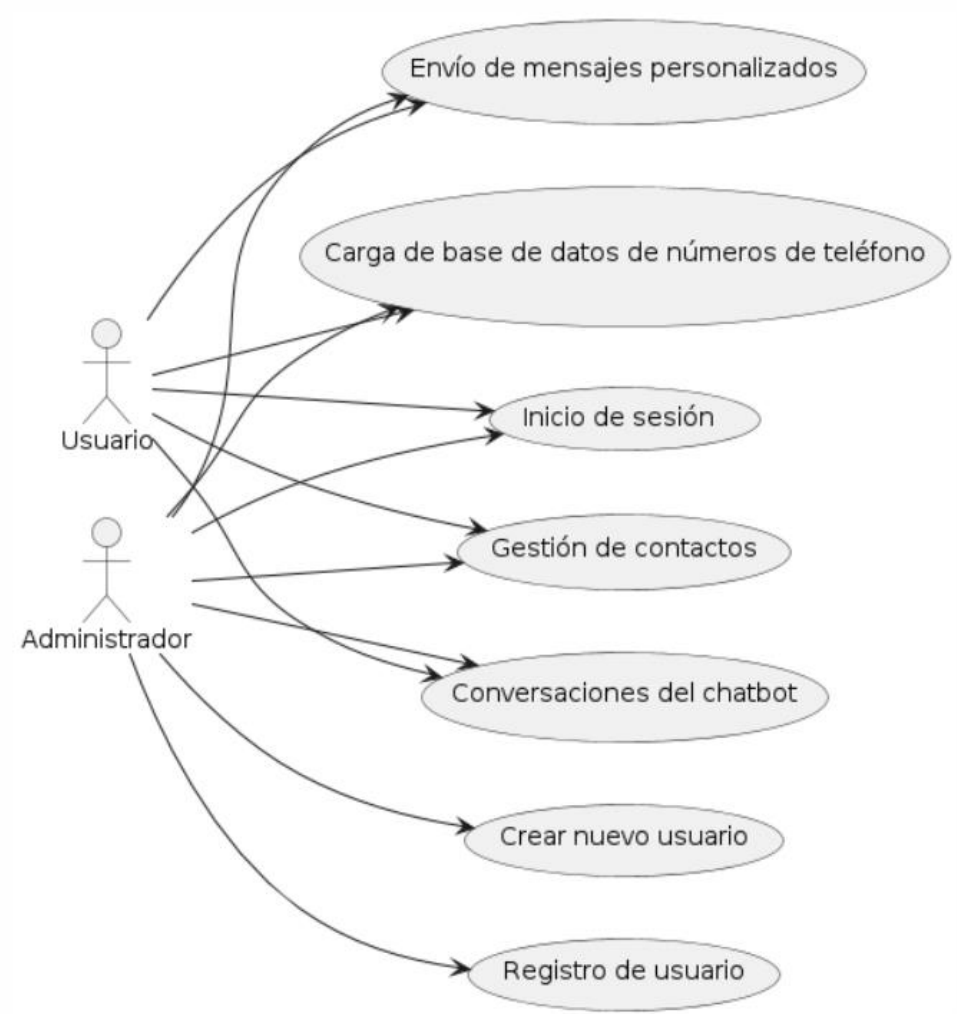 Envío de mensajes personalizados
Carga de base de datos de números de teléfono
Usuario
Inicio de sesión
Gestión de contactos
Administrador
Conversaciones del chatbot
Crear nuevo usuario
Registro de usuario